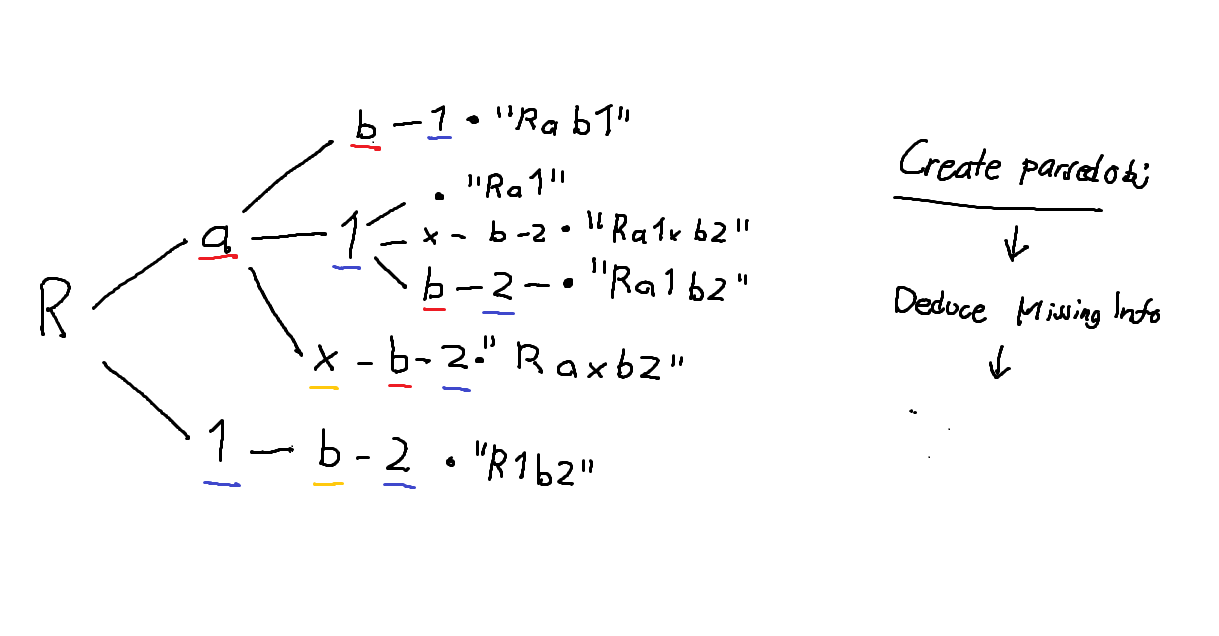 b - 1 • "Rab1"
• "Ra1"
a — 1
x - b - 2 • "Ra1xb2"
b - 2 - • "Ra1b2"
R
x - b - 2 • "Raxb2"
1 — b - 2 • "R1b2"
Create parsedobj
↓
Deduce Missing Info
↓